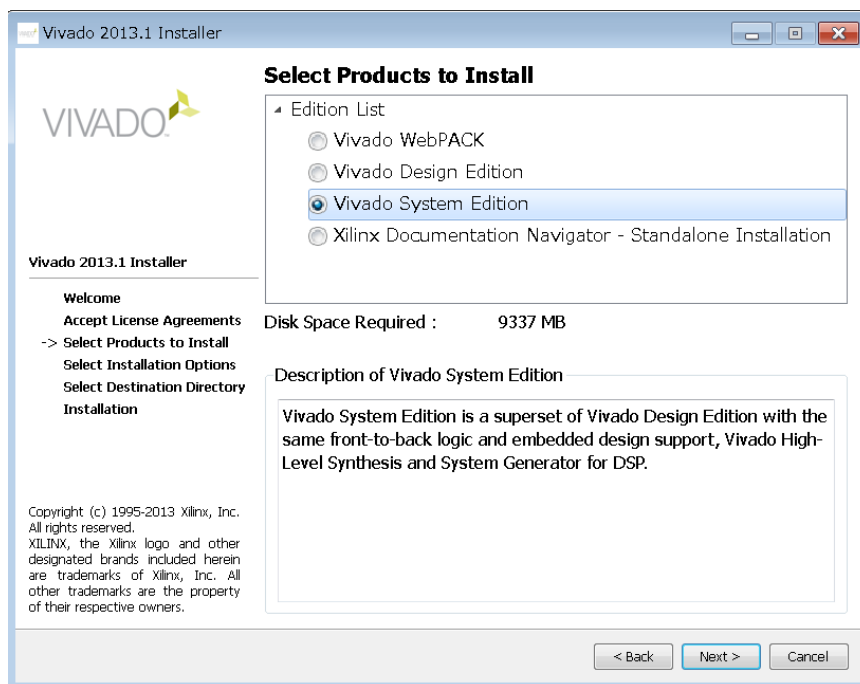 Vivado 2013.1 Installer
VIVADO.
Select Products to Install
Edition List
Vivado WebPACK
Vivado Design Edition
Vivado System Edition
Xilinx Documentation Navigator - Standalone Installation
Vivado 2013.1 Installer
Welcome
Accept License Agreements
-> Select Products to Install
Select Installation Options
Select Destination Directory
Installation
Disk Space Required : 9337 MB
Description of Vivado System Edition
Vivado System Edition is a superset of Vivado Design Edition with the
same front-to-back logic and embedded design support, Vivado High-
Level Synthesis and System Generator for DSP.
Copyright (c) 1995-2013 Xilinx, Inc.
All rights reserved.
XILINX, the Xilinx logo and other
designated brands included herein
are trademarks of Xilinx, Inc. All
other trademarks are the property
of their respective owners.
< Back Next > Cancel